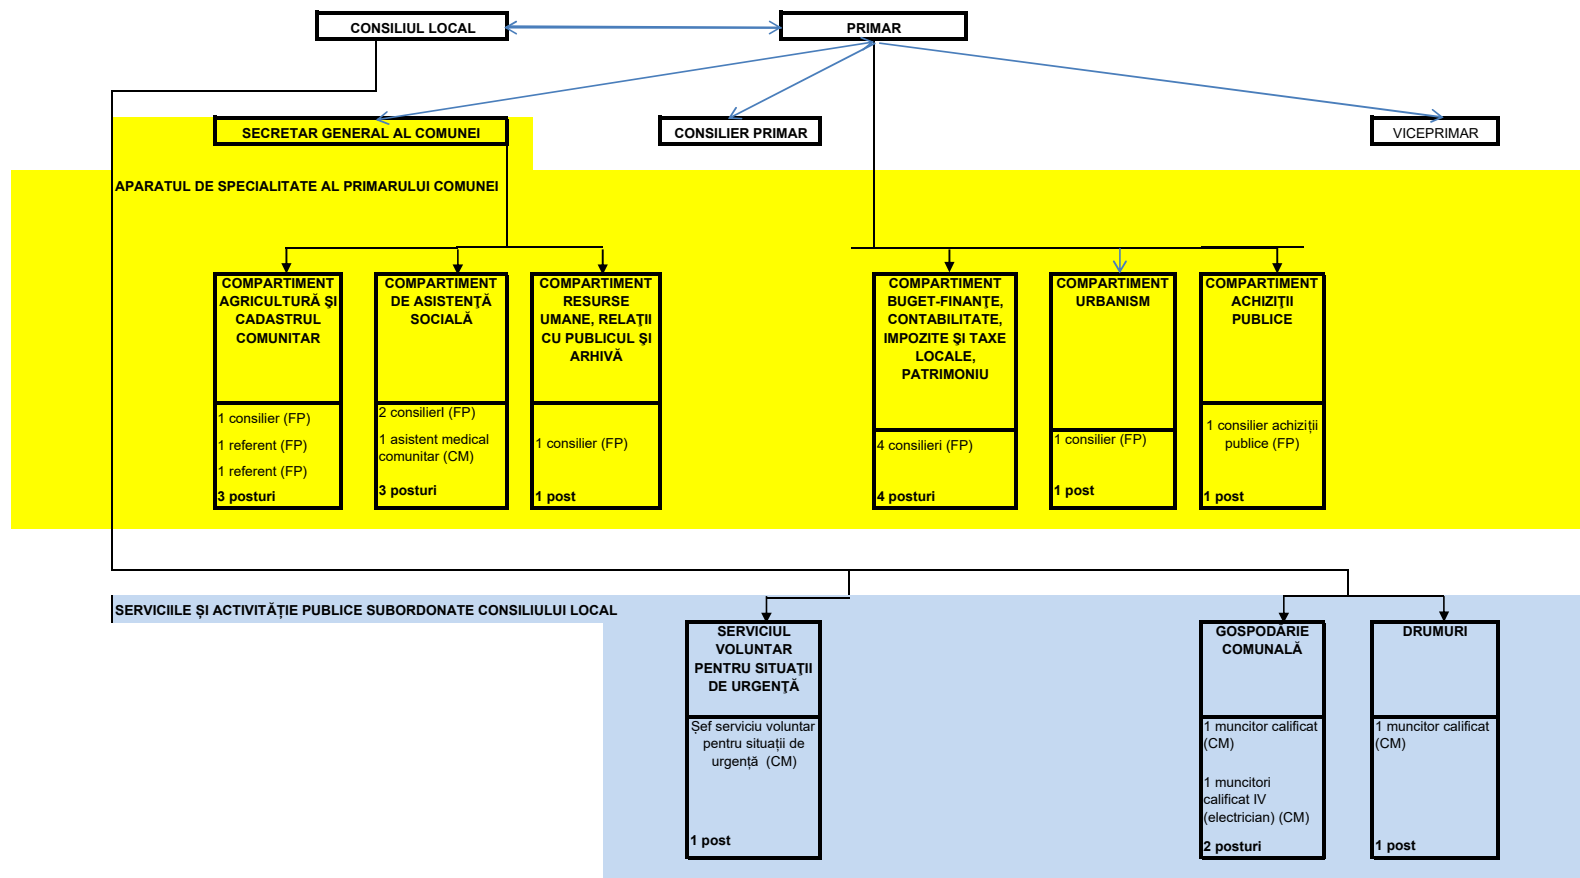 CONSILIUL LOCAL
PRIMAR
SECRETAR GENERAL AL COMUNEI
CONSILIER PRIMAR
VICEPRIMAR
APARATUL DE SPECIALITATE AL PRIMARULUI COMUNEI
COMPARTIMENT
AGRICULTURĂ ŞI
CADASTRUL
COMUNITAR
1 consilier (FP)
1 referent (FP)
1 referent (FP)
3 posturi
COMPARTIMENT
DE ASISTENŢĂ
SOCIALĂ
2 consilierI (FP)
1 asistent medical
comunitar (CM)
3 posturi
COMPARTIMENT
RESURSE
UMANE, RELAŢII
CU PUBLICUL ŞI
ARHIVĂ
1 consilier (FP)
1 post
COMPARTIMENT
BUGET-FINANŢE,
CONTABILITATE,
IMPOZITE ŞI TAXE
LOCALE,
PATRIMONIU
4 consilieri (FP)
4 posturi
COMPARTIMENT
URBANISM
1 consilier (FP)
1 post
COMPARTIMENT
ACHIZIŢII
PUBLICE
1 consilier achiziții
publice (FP)
1 post
SERVICIILE ȘI ACTIVITĂȚIE PUBLICE SUBORDONATE CONSILIULUI LOCAL
SERVICIUL
VOLUNTAR
PENTRU SITUAŢII
DE URGENŢĂ
Șef serviciu voluntar
pentru situații de
urgență (CM)
1 post
GOSPODĂRIE
COMUNALĂ
1 muncitor calificat
(CM)
1 muncitori
calificat IV
(electrician) (CM)
2 posturi
DRUMURI
1 muncitor calificat
(CM)
1 post